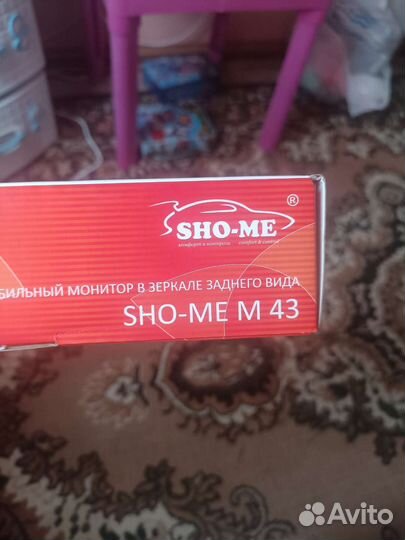 SHO-ME ®
комфорт и контроль comfort & control
БИЛЬНЫЙ МОНИТОР В ЗЕРКАЛЕ ЗАДНЕГО ВИДА
SHO-ME M 43
Avito